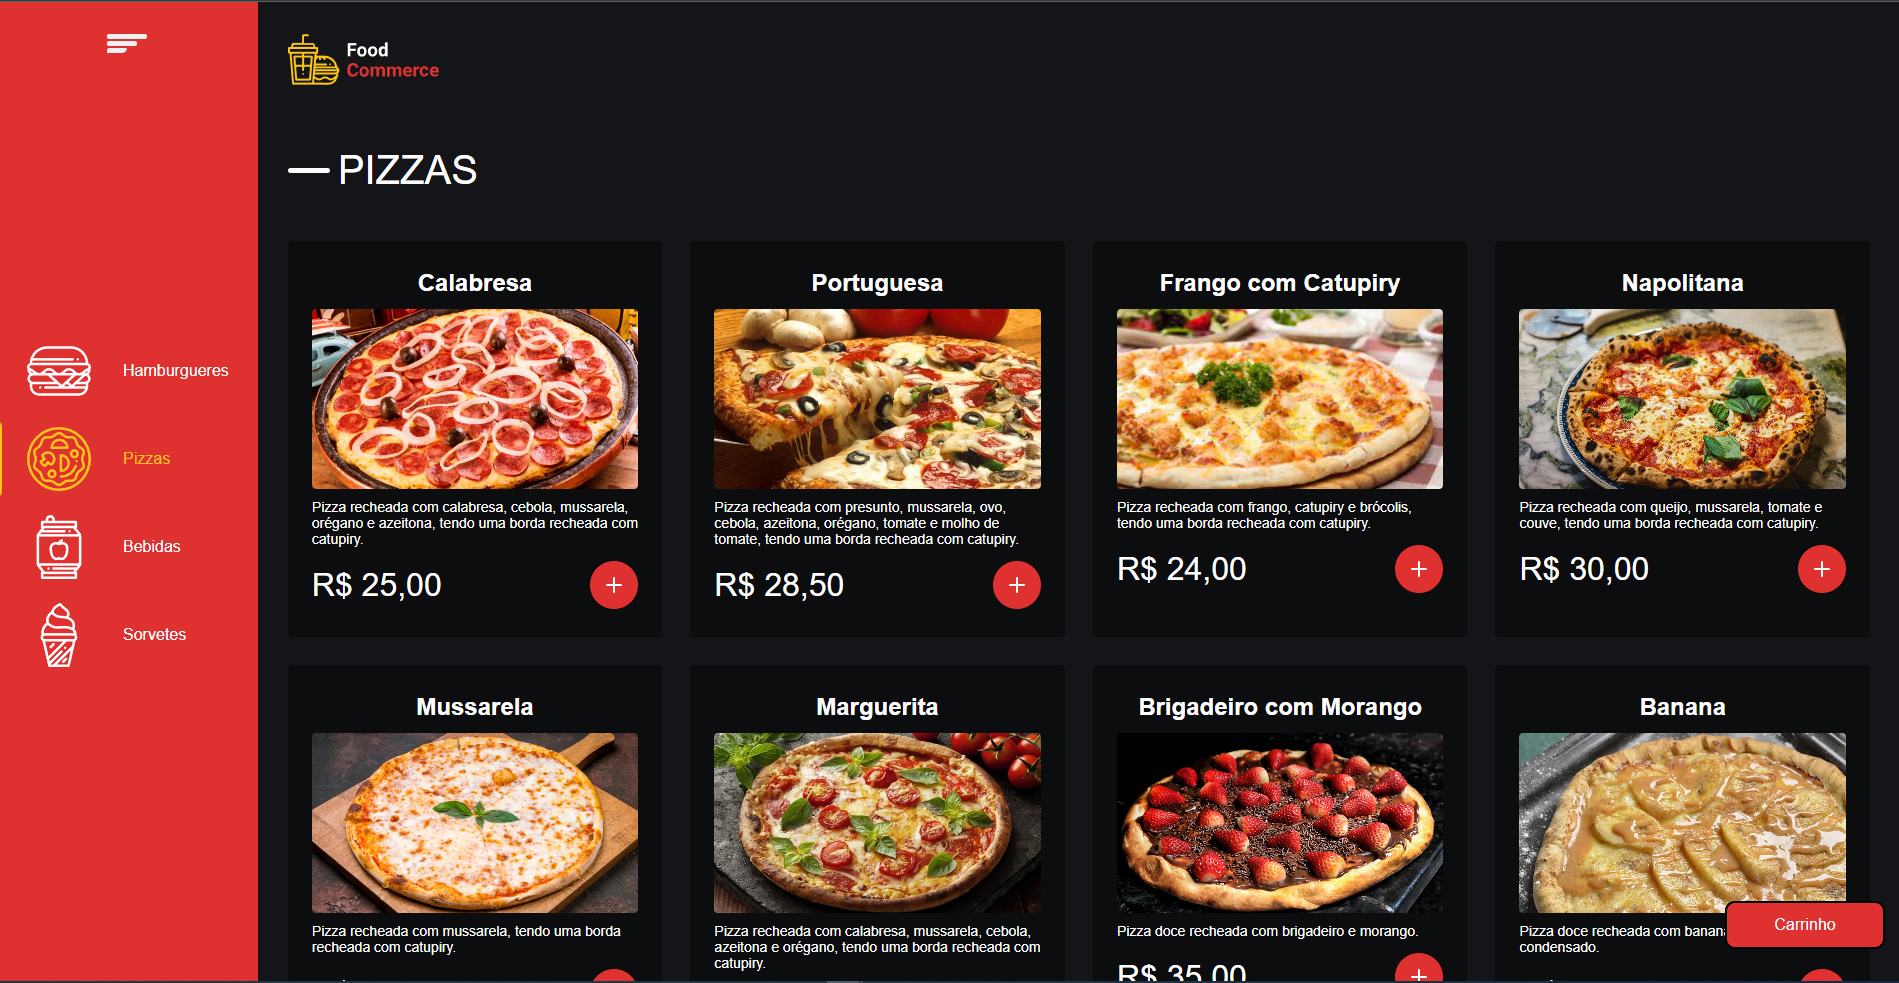 Food
Commerce
PIZZAS
Hamburgueres
Pizzas
Bebidas
Sorvetes
Calabresa
Pizza recheada com calabresa, cebola, mussarela,
orégano e azeitona, tendo uma borda recheada com
catupiry.
R$ 25,00
+
Portuguesa
Pizza recheada com presunto, mussarela, ovo,
cebola, azeitona, orégano, tomate e molho de
tomate, tendo uma borda recheada com catupiry.
R$ 28,50
+
Frango com Catupiry
Pizza recheada com frango, catupiry e brócolis,
tendo uma borda recheada com catupiry.
R$ 24,00
+
Napolitana
Pizza recheada com queijo, mussarela, tomate e
couve, tendo uma borda recheada com catupiry.
R$ 30,00
+
Mussarela
Pizza recheada com mussarela, tendo uma borda
recheada com catupiry.
Marguerita
Pizza recheada com calabresa, mussarela, cebola,
azeitona e orégano, tendo uma borda recheada com
catupiry.
Brigadeiro com Morango
Pizza doce recheada com brigadeiro e morango.
R$ 35,00
+
Banana
Pizza doce recheada com banan
condensado.
Carrinho